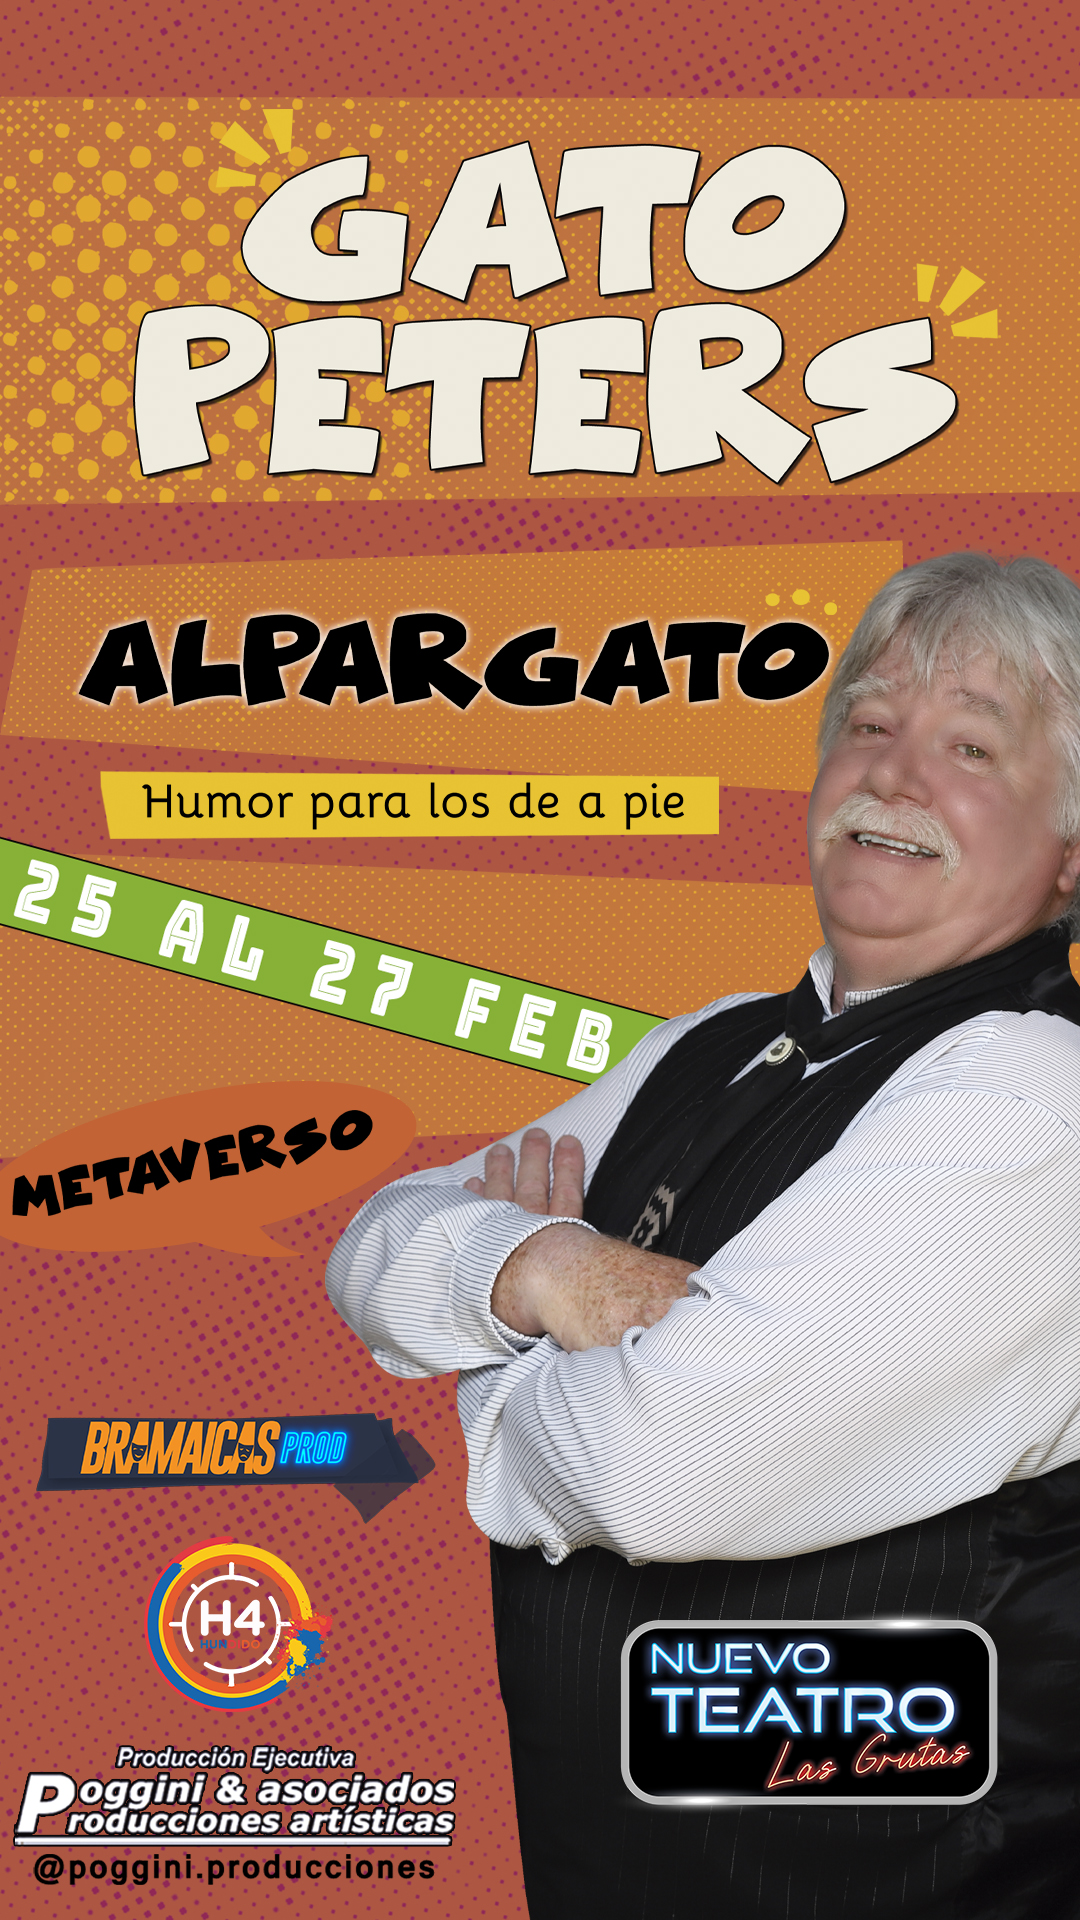 GATO
PETERS
ALPARGATO
Humor para los de a pie
25 AL 27 FEB
METAVERSO
BRAMAICAS PROD
H4
NUEVO
TEATRO
Las Grutas
Producción Ejecutiva
Poggini & asociados
Producciones artísticas
@poggini.producciones